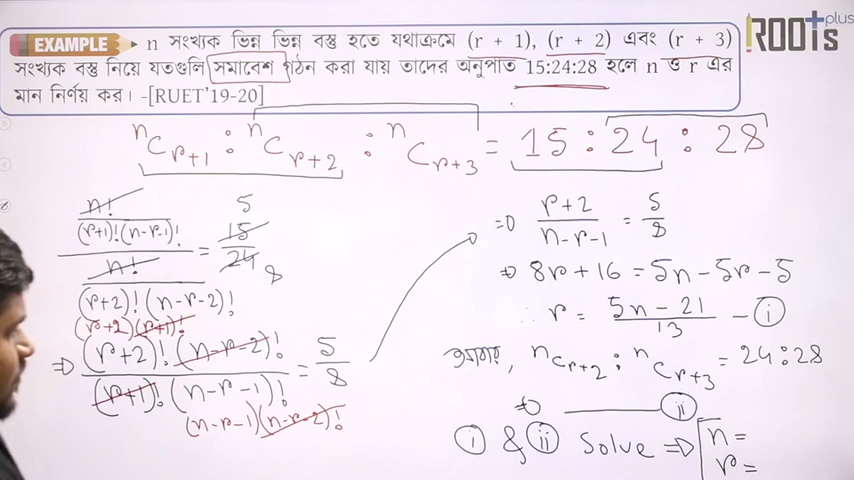 ROOTs plus
EXAMPLE n সংখ্যক ভিন্ন ভিন্ন বস্তু হতে যথাক্রমে (r + 1), (r + 2) এবং (r + 3)
সংখ্যক বস্তু নিয়ে যতগুলি সমাবেশ গঠন করা যায় তাদের অনুপাত 15:24:28 হলে n ও r এর
মান নির্ণয় কর। -[RUET'19-20]
ⁿC_{r+1} : ⁿC_{r+2} : ⁿC_{r+3} = 15 : 24 : 28
n!
(r+1)! (n-r-1)!
n!
(r+2)! (n-r-2)!
=
5
15
24
8
(r+2) (r+1)!
⇒ (r+2)! (n-r-2)!
(r+1)! (n-r-1)!
= 5
8
(n-r-1) (n-r-2)!
⇒ r+2
n-r-1
= 5
8
⇒ 8r + 16 = 5n - 5r - 5
∴ r = 5n - 21
13
- i
আবার, ⁿC_{r+2} : ⁿC_{r+3} = 24 : 28
⇒ ii
i & ii Solve ⇒ n =
r =